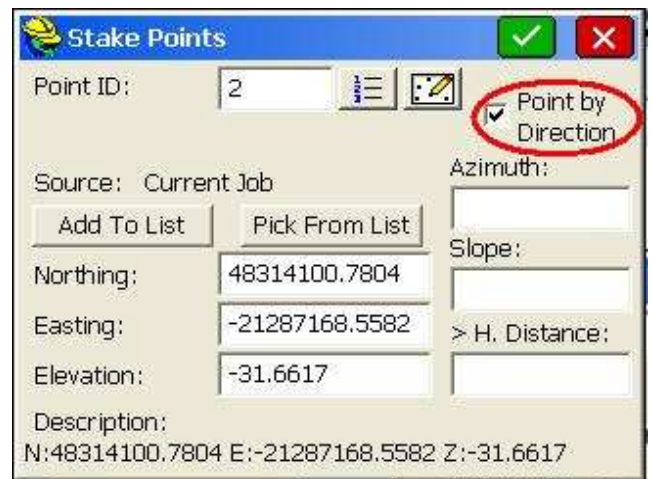 Stake Points
Point ID: 2
Point by
Direction
Source: Current Job
Azimuth:
Add To List Pick From List
Slope:
Northing: 48314100.7804
Easting: -21287168.5582
> H. Distance:
Elevation: -31.6617
Description:
N:48314100.7804 E:-21287168.5582 Z:-31.6617